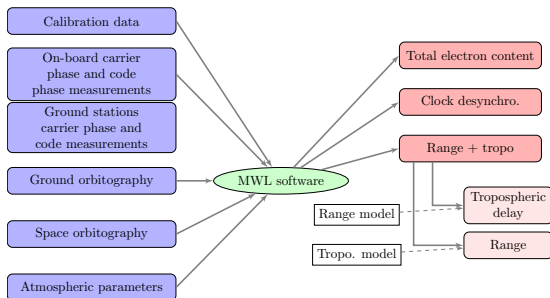 Calibration data
On-board carrier
phase and code
phase measurements
Ground stations
carrier phase and
code measurements
Ground orbitography
Space orbitography
Atmospheric parameters
MWL software
Total electron content
Clock desynchro.
Range + tropo
Range model
Tropospheric
delay
Tropo. model
Range